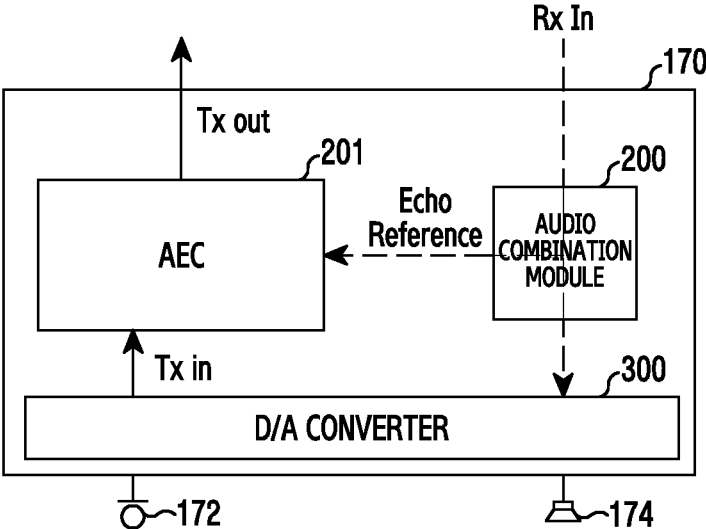 Rx In
170
Tx out
201
200
Echo
Reference
AEC
AUDIO
COMBINATION
MODULE
Tx in
300
D/A CONVERTER
172
174